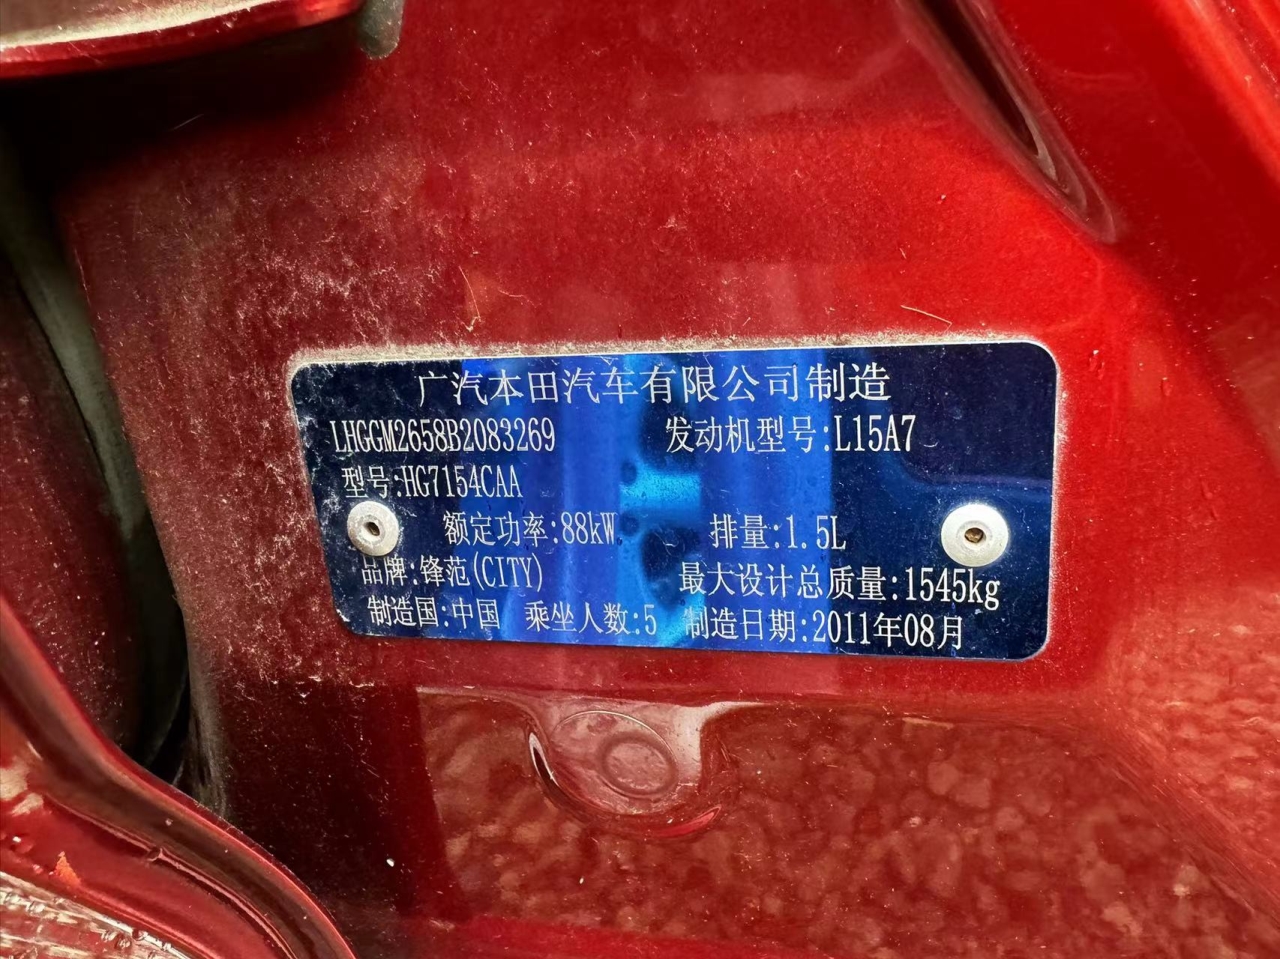 广汽本田汽车有限公司制造
LHGGM2658B2083269 发动机型号:L15A7
型号:HG7154CAA
额定功率:88kW 排量:1.5L
品牌:锋范(CITY) 最大设计总质量:1545kg
制造国:中国 乘坐人数:5 制造日期:2011年08月